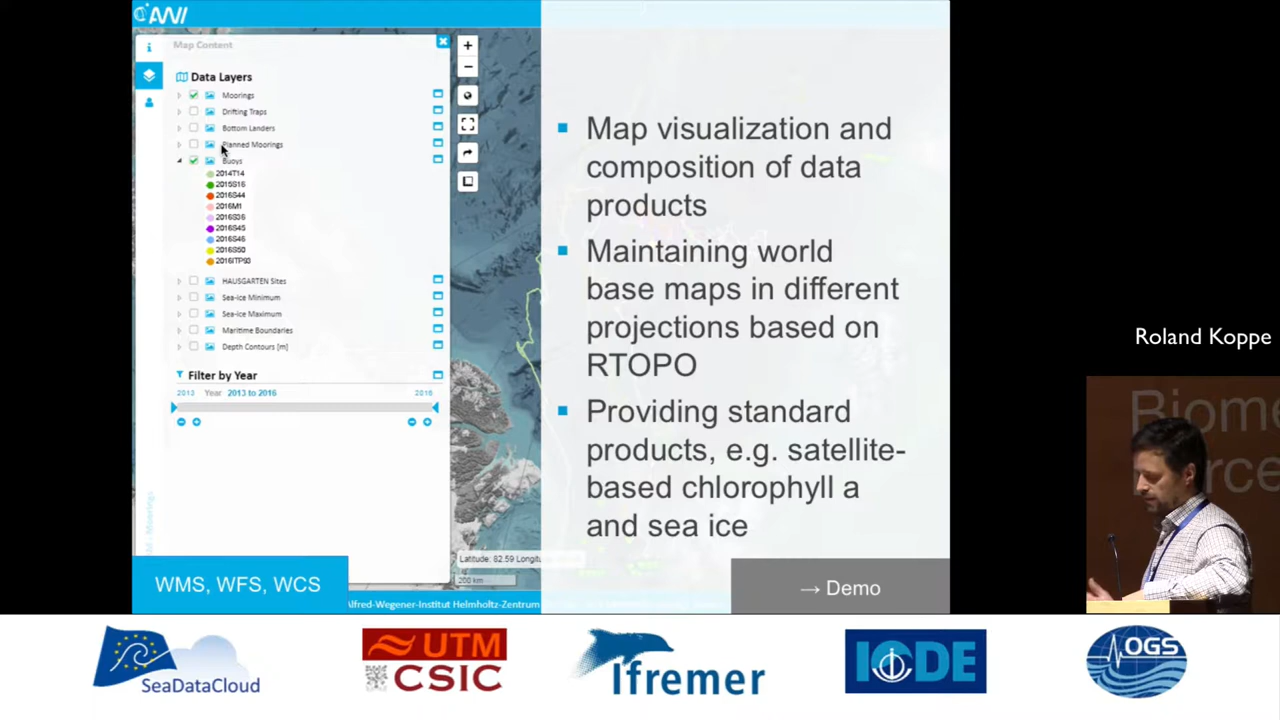 AWI
Map Content
Data Layers
Moorings
Drifting Traps
Bottom Landers
Planned Moorings
Buoys
2014T14
2015S16
2016S44
2016M1
2016S36
2016S45
2016S46
2016S50
2016ITP93
HAUSGARTEN Sites
Sea-ice Minimum
Sea-ice Maximum
Maritime Boundaries
Depth Contours [m]
Filter by Year
2013 Year 2013 to 2016 2016
Latitude: 82.59
200 km
WMS, WFS, WCS
Alfred-Wegener-Institut Helmholtz-Zentrum
Map visualization and
composition of data
products
Maintaining world
base maps in different
projections based on
RTOPO
Providing standard
products, e.g. satellite-
based chlorophyll a
and sea ice
→ Demo
Roland Koppe
SeaDataCloud
UTM
CSIC
Ifremer
IODE
OGS